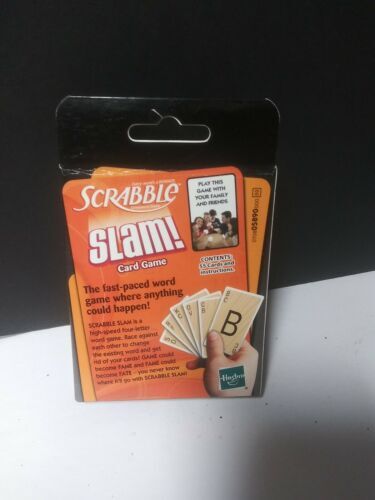 SCRABBLE
SLAM!
Card Game
PLAY THIS
GAME WITH
YOUR FAMILY
AND FRIENDS.
CONTENTS:
55 Cards and
instructions.
05890
The fast-paced word
game where anything
could happen!
SCRABBLE SLAM is a
high-speed four-letter
word game. Race against
each other to change
the existing word and get
rid of your cards! GAME could
become FAME and FAME could
become FAZE – you never know
where it'll go with SCRABBLE SLAM!
B
Hasbro